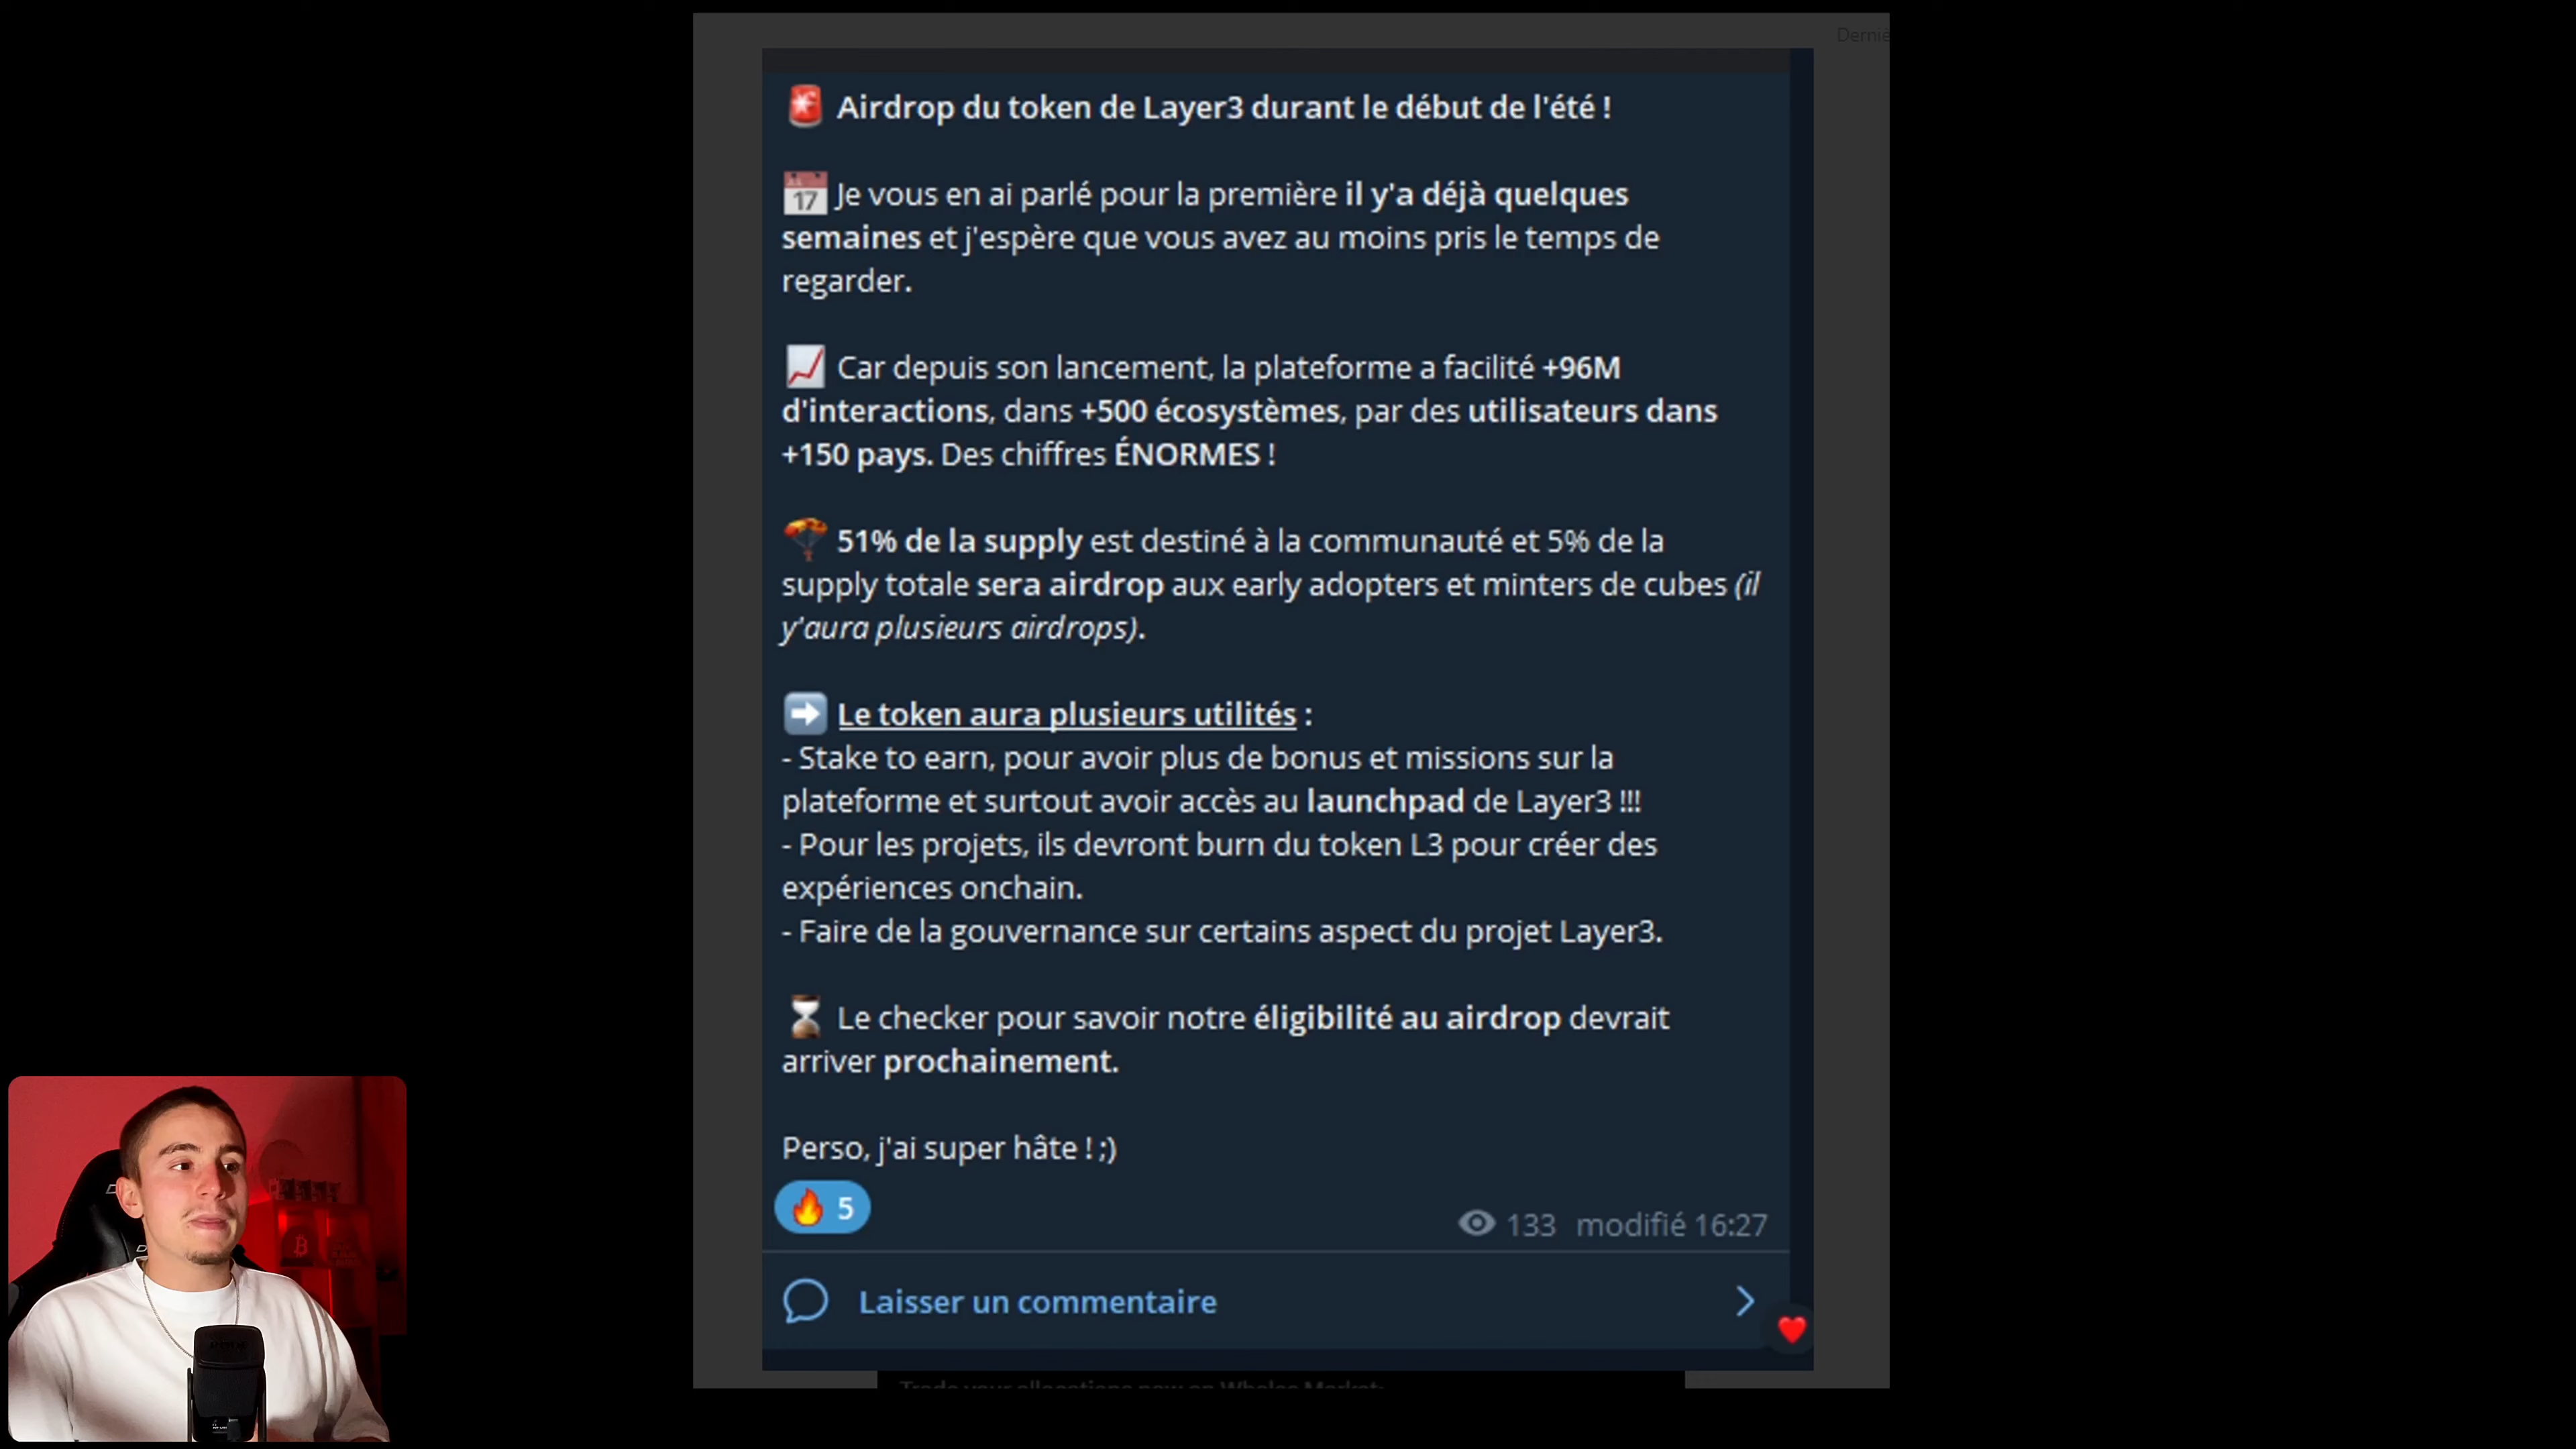 Dernié
Airdrop du token de Layer3 durant le début de l'été !
17 Je vous en ai parlé pour la première il y'a déjà quelques
semaines et j'espère que vous avez au moins pris le temps de
regarder.
Car depuis son lancement, la plateforme a facilité +96M
d'interactions, dans +500 écosystèmes, par des utilisateurs dans
+150 pays. Des chiffres ÉNORMES !
51% de la supply est destiné à la communauté et 5% de la
supply totale sera airdrop aux early adopters et minters de cubes (il
y'aura plusieurs airdrops).
Le token aura plusieurs utilités :
- Stake to earn, pour avoir plus de bonus et missions sur la
plateforme et surtout avoir accès au launchpad de Layer3 !!!
- Pour les projets, ils devront burn du token L3 pour créer des
expériences onchain.
- Faire de la gouvernance sur certains aspect du projet Layer3.
Le checker pour savoir notre éligibilité au airdrop devrait
arriver prochainement.
Perso, j'ai super hâte ! ;)
5
133 modifié 16:27
Laisser un commentaire